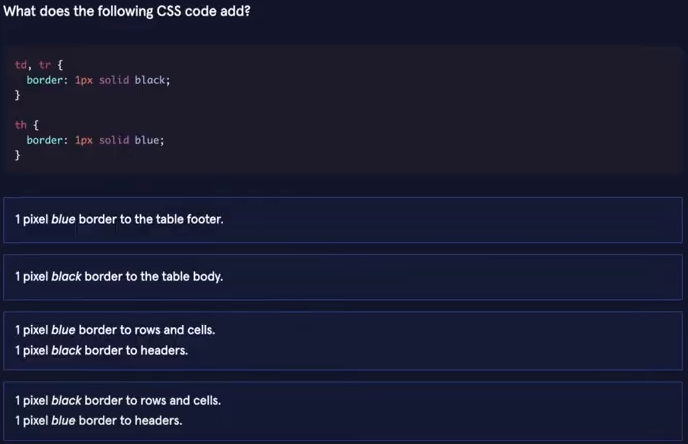 What does the following CSS code add?
td, tr {
  border: 1px solid black;
}
th {
  border: 1px solid blue;
}
1 pixel blue border to the table footer.
1 pixel black border to the table body.
1 pixel blue border to rows and cells.
1 pixel black border to headers.
1 pixel black border to rows and cells.
1 pixel blue border to headers.